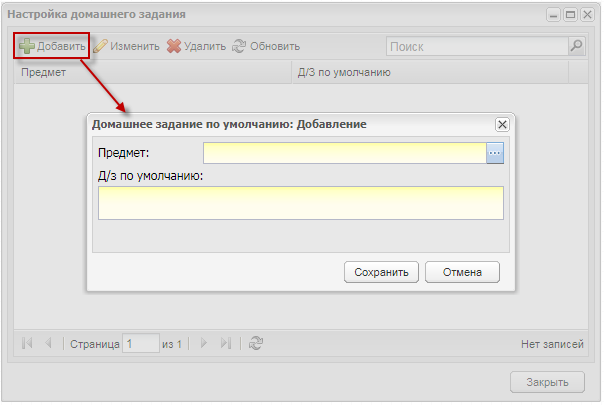 Настройка домашнего задания
Добавить Изменить Удалить Обновить Поиск
Предмет Д/З по умолчанию
Домашнее задание по умолчанию: Добавление
Предмет:
Д/з по умолчанию:
Сохранить Отмена
Страница 1 из 1 Нет записей
Закрыть